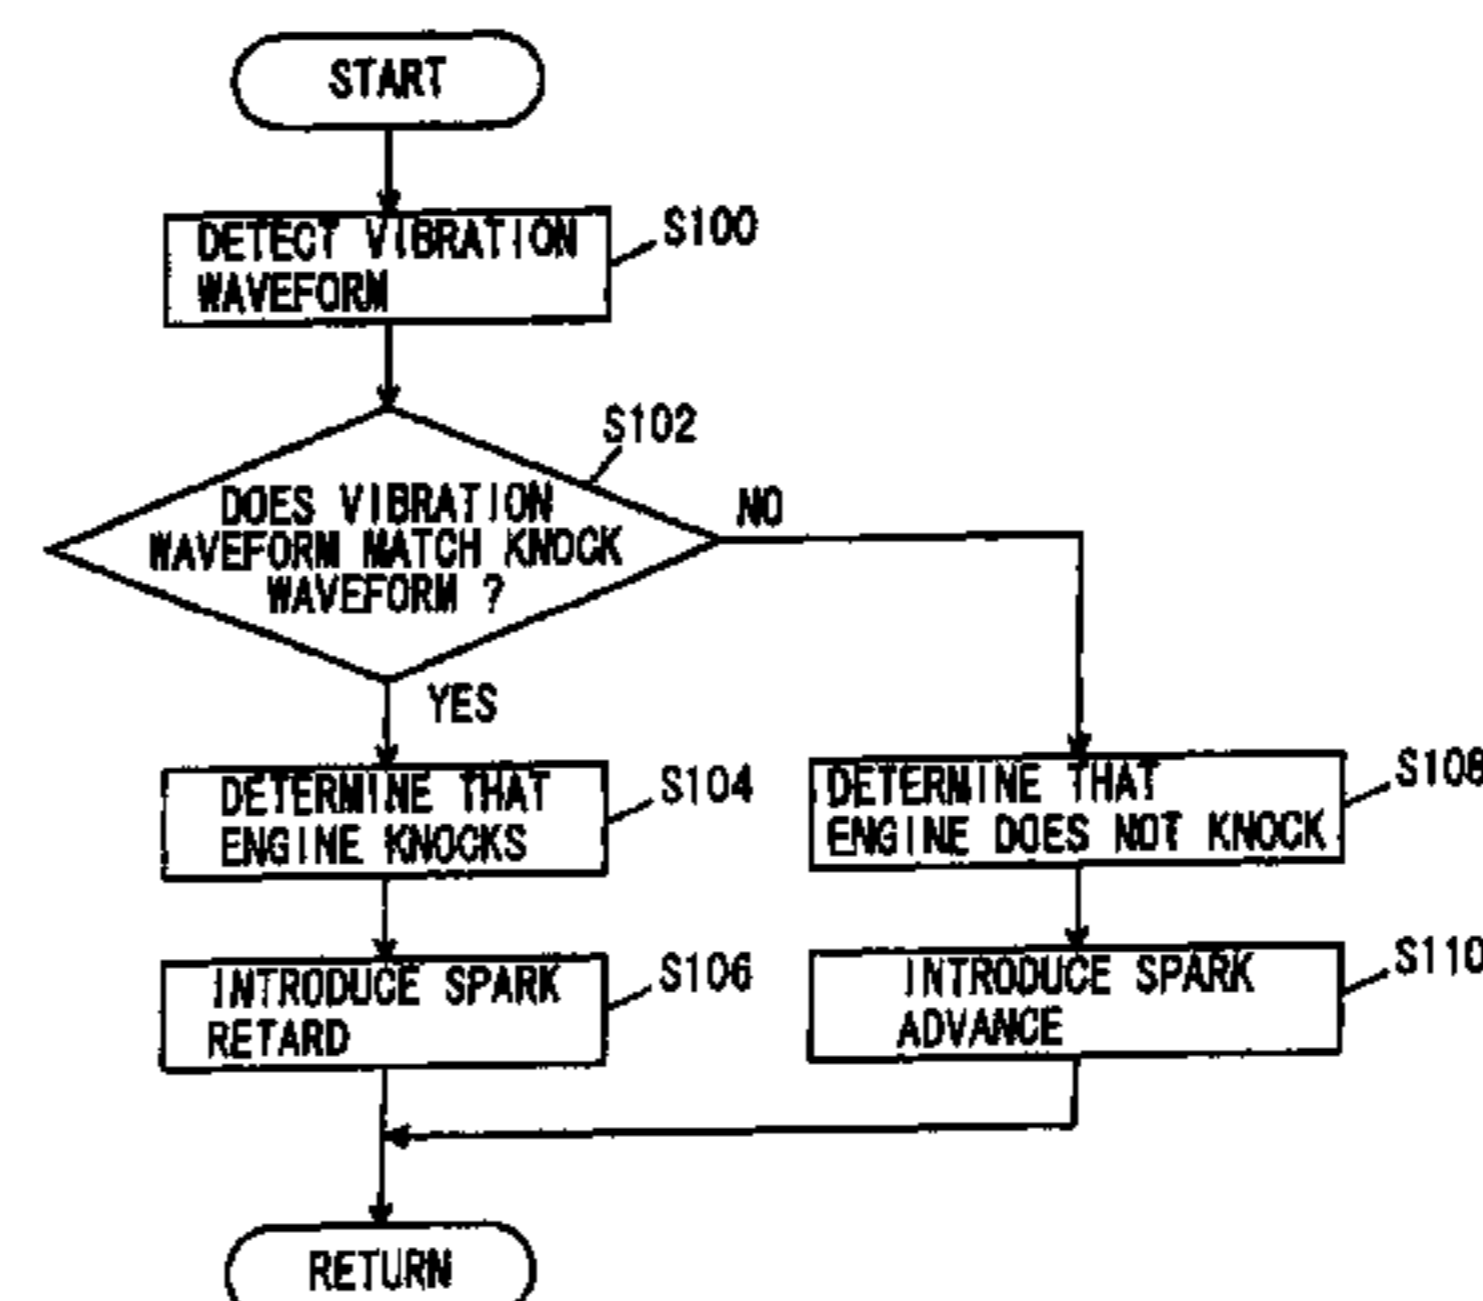 START
DETECT VIBRATION
WAVEFORM
S100
S102
DOES VIBRATION
WAVEFORM MATCH KNOCK
WAVEFORM ?
NO
YES
DETERMINE THAT
ENGINE KNOCKS
S104
DETERMINE THAT
ENGINE DOES NOT KNOCK
S108
INTRODUCE SPARK
RETARD
S106
INTRODUCE SPARK
ADVANCE
S110
RETURN